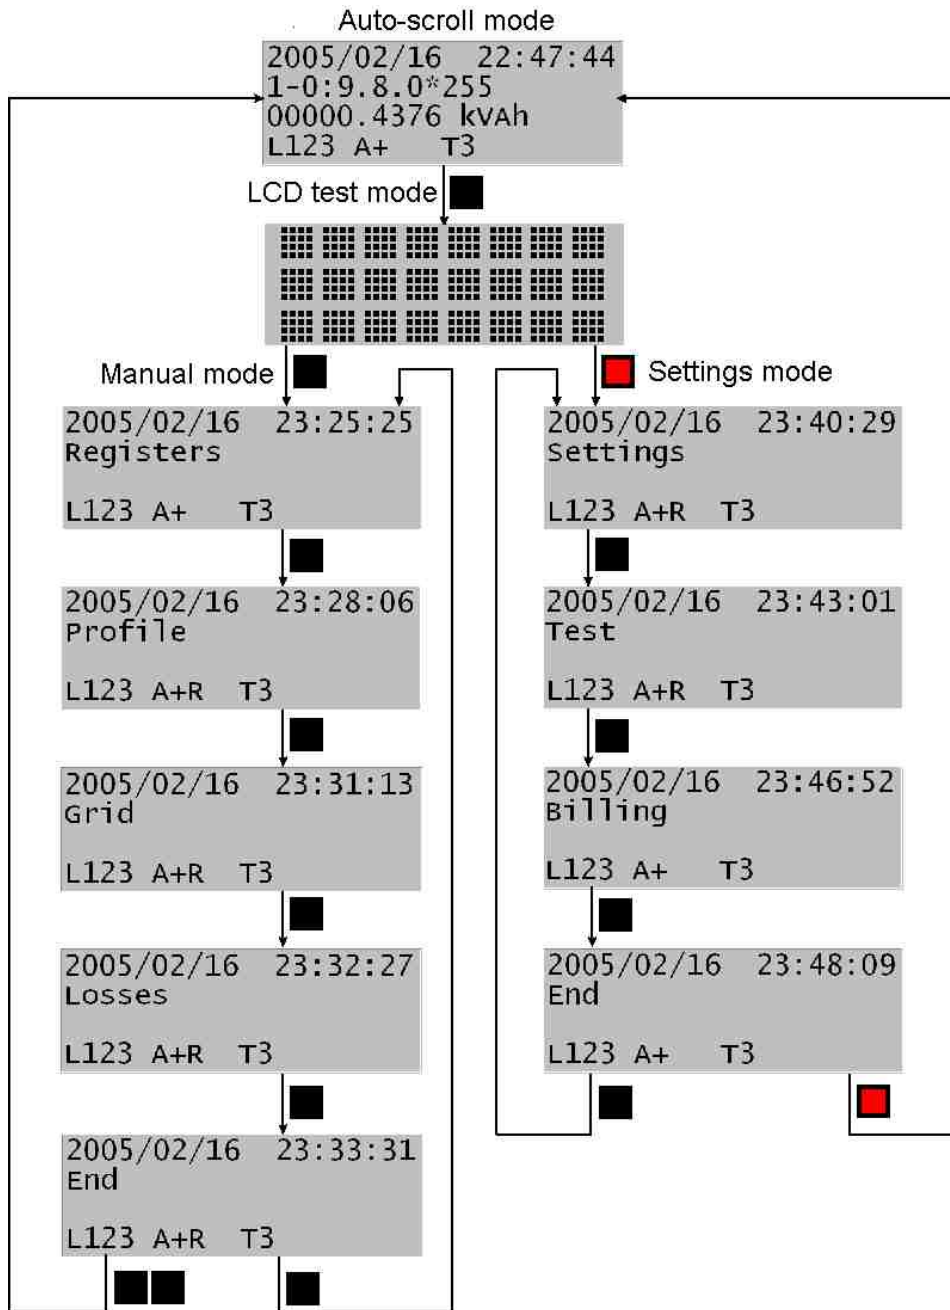 Auto-scroll mode
2005/02/16 22:47:44
1-0:9.8.0*255
00000.4376 kVAh
L123 A+ T3
LCD test mode
Manual mode
2005/02/16 23:25:25
Registers
L123 A+ T3
2005/02/16 23:28:06
Profile
L123 A+R T3
2005/02/16 23:31:13
Grid
L123 A+R T3
2005/02/16 23:32:27
Losses
L123 A+R T3
2005/02/16 23:33:31
End
L123 A+R T3
Settings mode
2005/02/16 23:40:29
Settings
L123 A+R T3
2005/02/16 23:43:01
Test
L123 A+R T3
2005/02/16 23:46:52
Billing
L123 A+ T3
2005/02/16 23:48:09
End
L123 A+ T3